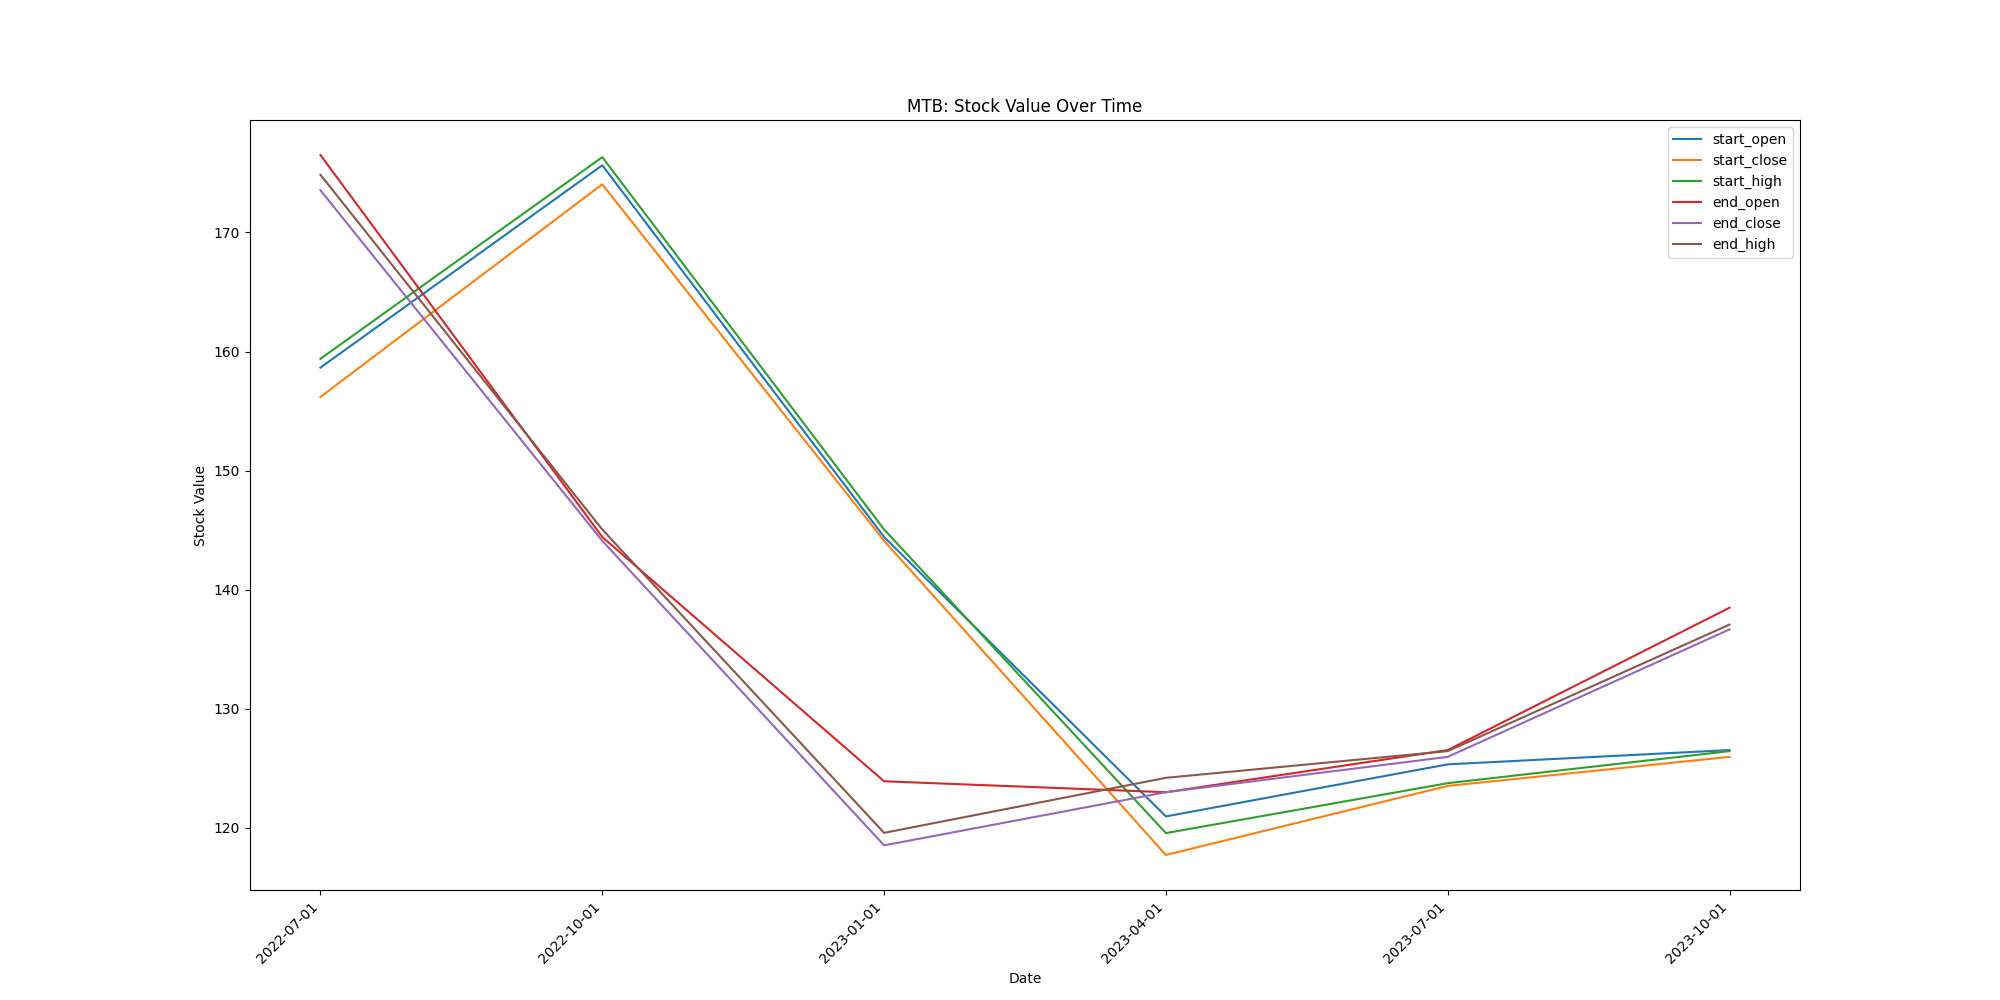 MTB: Stock Value Over Time
start_open
start_close
start_high
end_open
end_close
end_high
170
160
150
140
130
120
Stock Value
2022-07-01
2022-10-01
2023-01-01
2023-04-01
2023-07-01
2023-10-01
Date